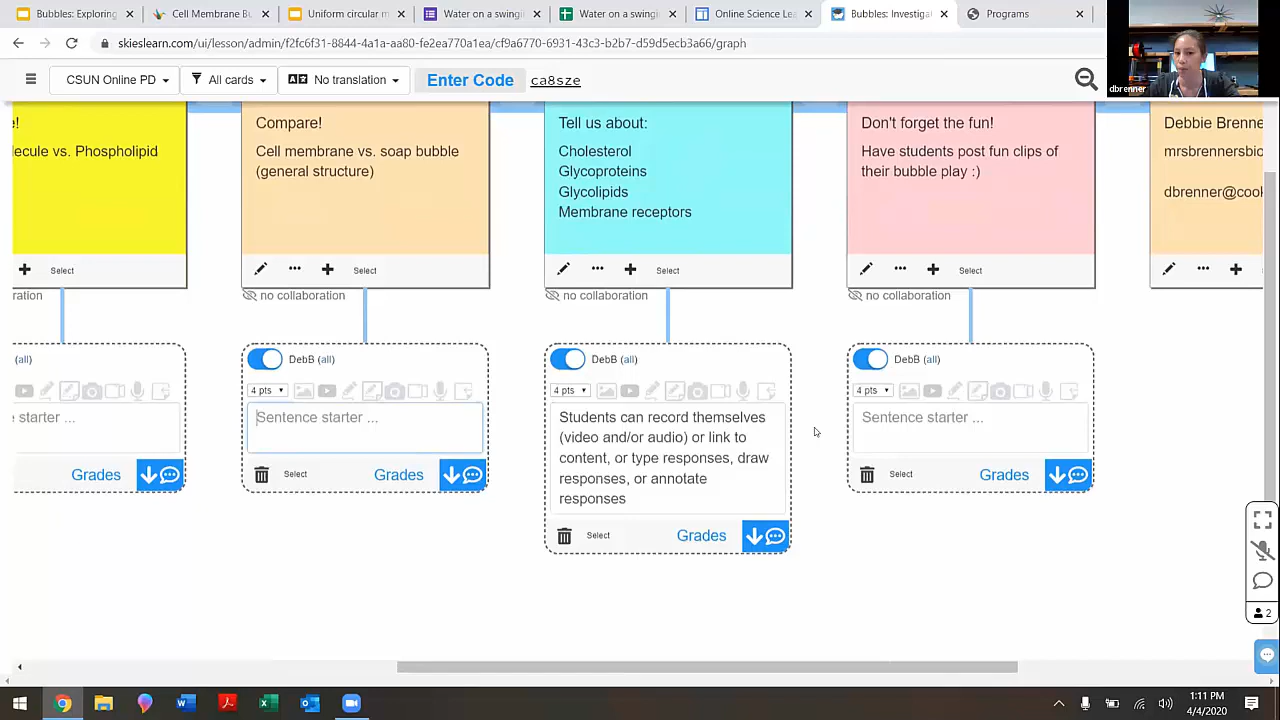 Bubbles: Exploring
Cell Membrane Bu
Uniform circular m
Water on a swing
Water on a swing
Online Science Lea
Bubbles: Investiga
Programs
skieslearn.com/ui/lesson/admin/f2fc6f31-8844-4a1a-aa80-fe2ea770a1ea/cf9a6770-6931-43c3-b2b7-d59d5ecb3a66/graph
dbrenner
CSUN Online PD
All cards
No translation
Enter Code
ca8sze
e!
lecule vs. Phospholipid
Select
ration
(all)
e starter ...
Grades
Compare!
Cell membrane vs. soap bubble
(general structure)
Select
no collaboration
DebB (all)
4 pts
Sentence starter ...
Select
Grades
Tell us about:
Cholesterol
Glycoproteins
Glycolipids
Membrane receptors
Select
no collaboration
DebB (all)
4 pts
Students can record themselves
(video and/or audio) or link to
content, or type responses, draw
responses, or annotate
responses
Select
Grades
Don't forget the fun!
Have students post fun clips of
their bubble play :)
Select
no collaboration
DebB (all)
4 pts
Sentence starter ...
Select
Grades
Debbie Brenne
mrsbrennersbio
dbrenner@cool
2
1:11 PM
4/4/2020